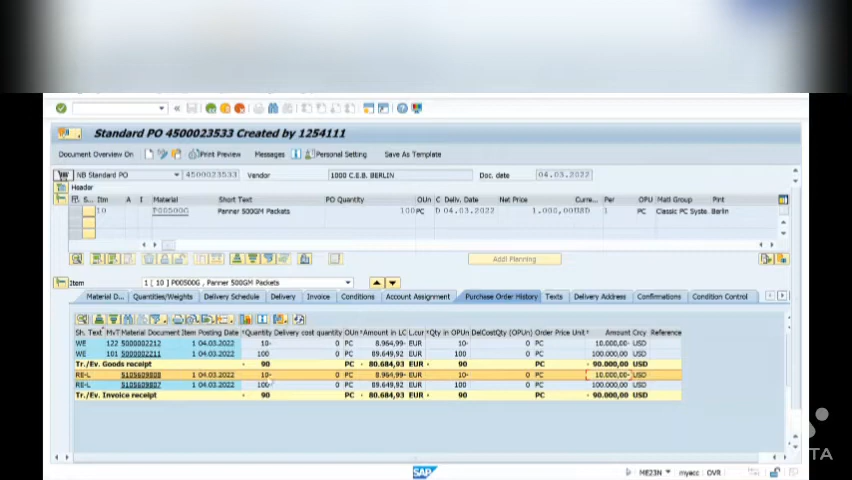 Standard PO 4500023533 Created by 1254111
Document Overview On Print Preview Messages Personal Setting Save As Template
NB Standard PO 4500023533 Vendor 1000 C.E.B. BERLIN Doc. date 04.03.2022
Header
S... Itm A I Material Short Text PO Quantity OUn C Deliv. Date Net Price Curre... Per OPU Matl Group Plnt
10 P00500G Panner 500GM Packets 100 PC D 04.03.2022 1.000,00 USD 1 PC Classic PC Syste. Berlin
Addl Planning
Item 1 [ 10 ] P00500G , Panner 500GM Packets
Material D... Quantities/Weights Delivery Schedule Delivery Invoice Conditions Account Assignment Purchase Order History Texts Delivery Address Confirmations Condition Control
Sh. Text MvT Material Document Item Posting Date Quantity Delivery cost quantity OUn Amount in LC L.cur Qty in OPUn DelCostQty (OPUn) Order Price Unit Amount Crcy Reference
WE 122 5000002212 1 04.03.2022 10- 0 PC 8.964,99- EUR 10- 0 PC 10.000,00- USD
WE 101 5000002211 1 04.03.2022 100 0 PC 89.649,92 EUR 100 0 PC 100.000,00 USD
Tr./Ev. Goods receipt 90 PC 80.684,93 EUR 90 PC 90.000,00 USD
RE-L 5105609808 1 04.03.2022 10- 0 PC 8.964,99- EUR 10- 0 PC 10.000,00- USD
RE-L 5105609807 1 04.03.2022 100 0 PC 89.649,92 EUR 100 0 PC 100.000,00 USD
Tr./Ev. Invoice receipt 90 PC 80.684,93 EUR 90 PC 90.000,00 USD
SAP ME23N OVR